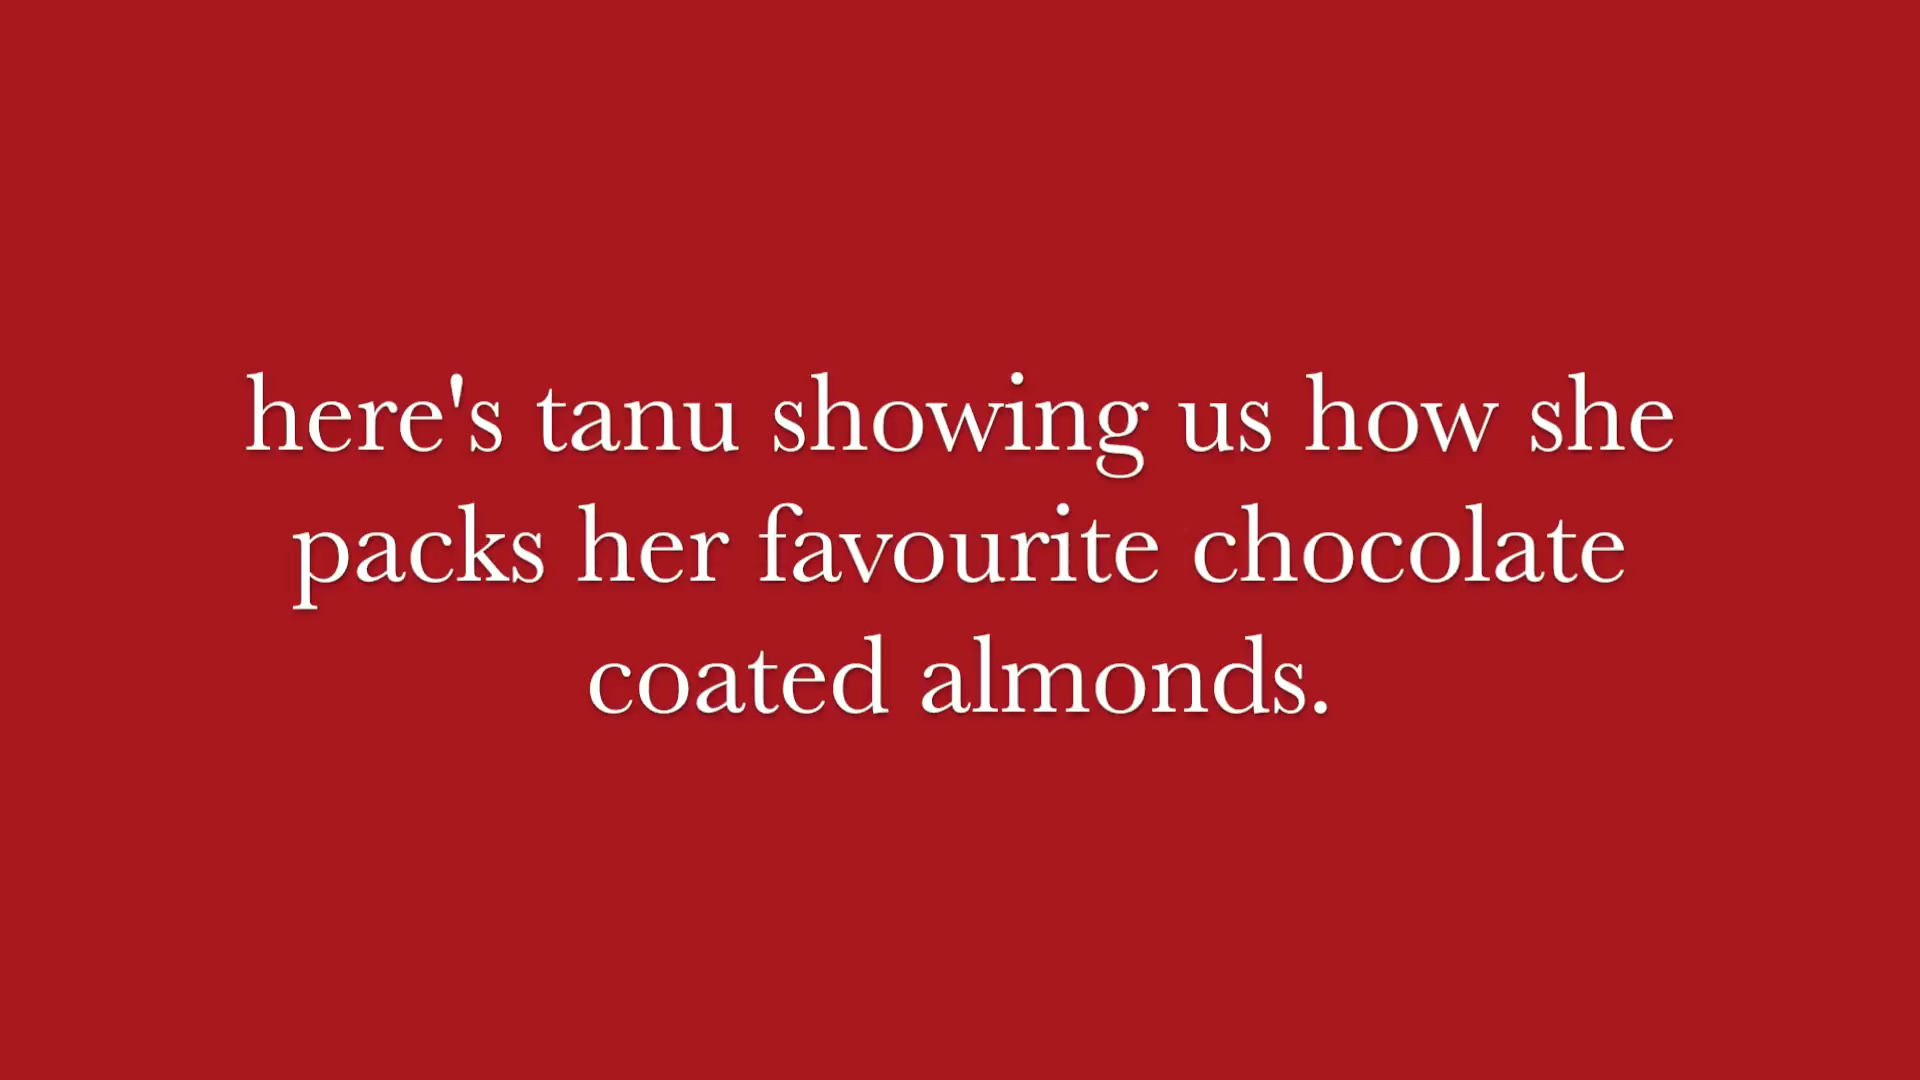 here's tanu showing us how she
packs her favourite chocolate
coated almonds.